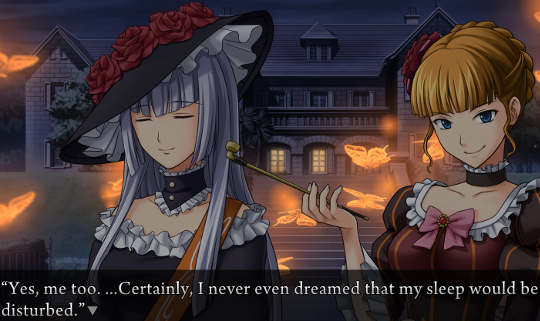 “Yes, me too. ...Certainly, I never even dreamed that my sleep would be
disturbed.”